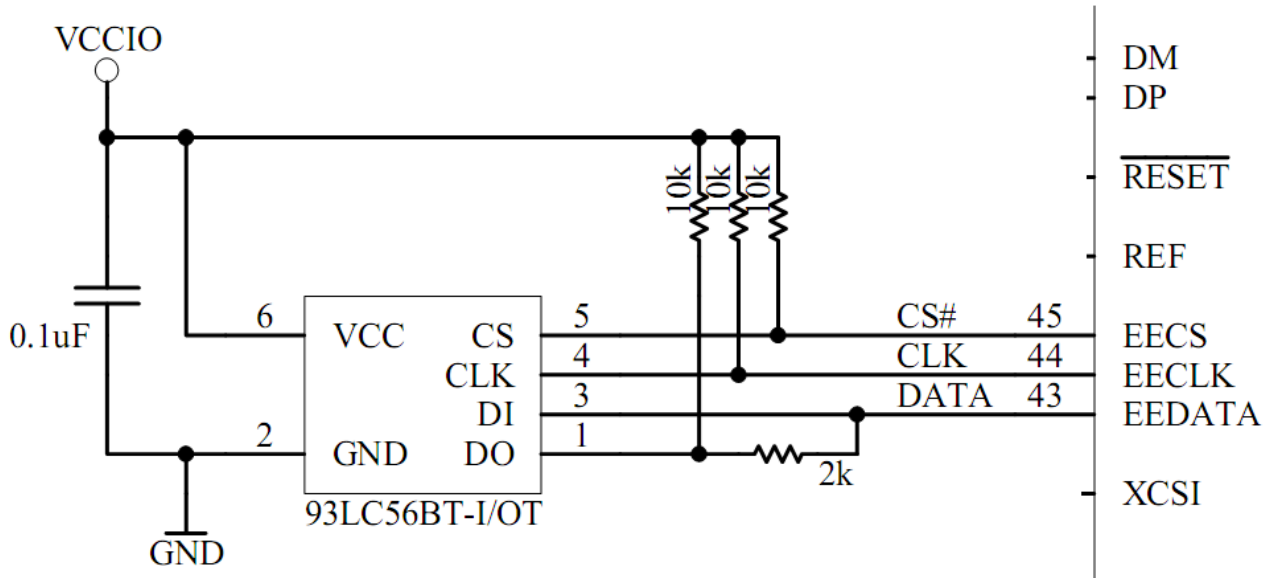 VCCIO
DM
DP
RESET
10k
10k
10k
REF
0.1uF
6
VCC
CS
5
CS#
45
EECS
CLK
4
CLK
44
EECLK
DI
3
DATA
43
EEDATA
2
GND
DO
1
2k
93LC56BT-I/OT
XCSI
GND